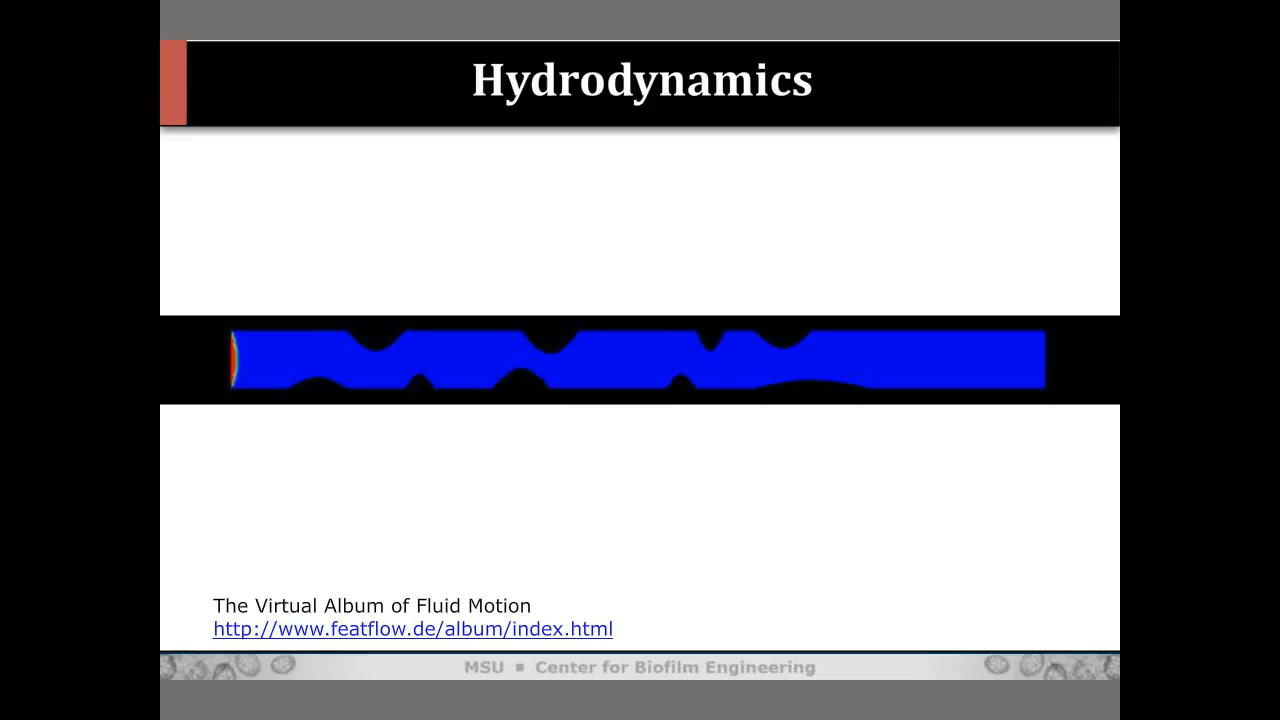 Hydrodynamics
The Virtual Album of Fluid Motion
http://www.featflow.de/album/index.html
MSU ▪ Center for Biofilm Engineering